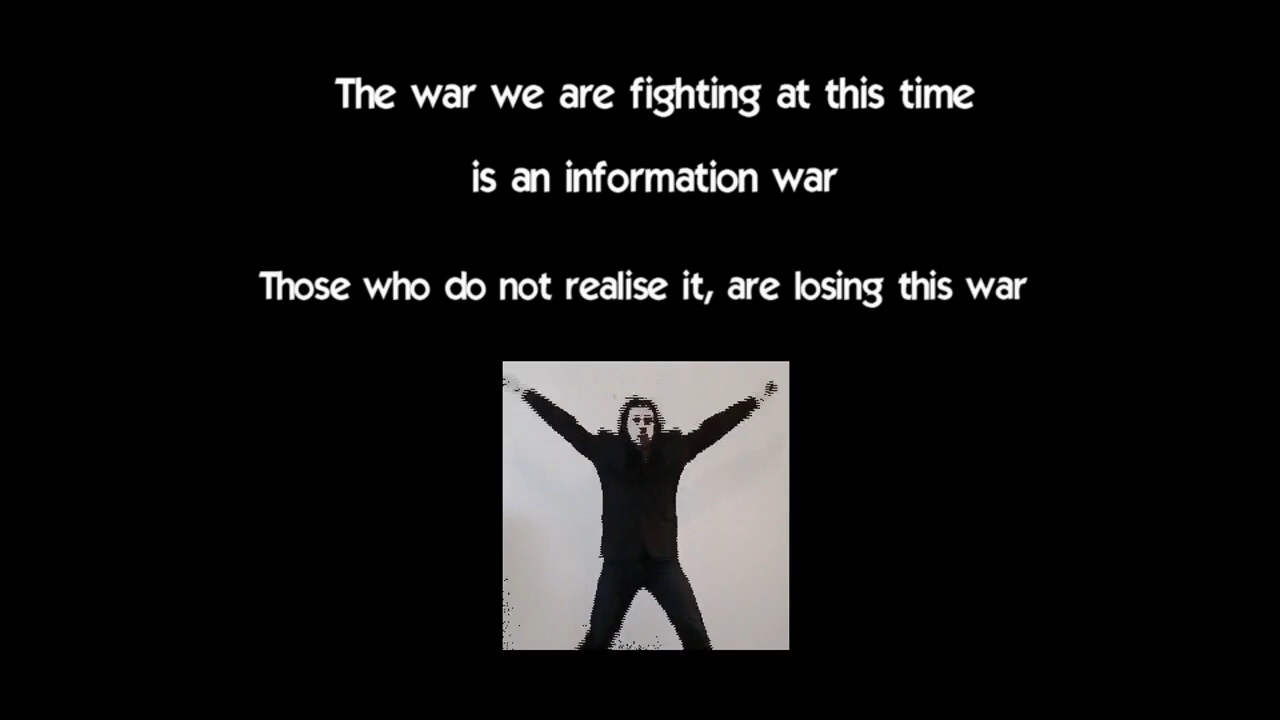 The war we are fighting at this time
is an information war
Those who do not realise it, are losing this war